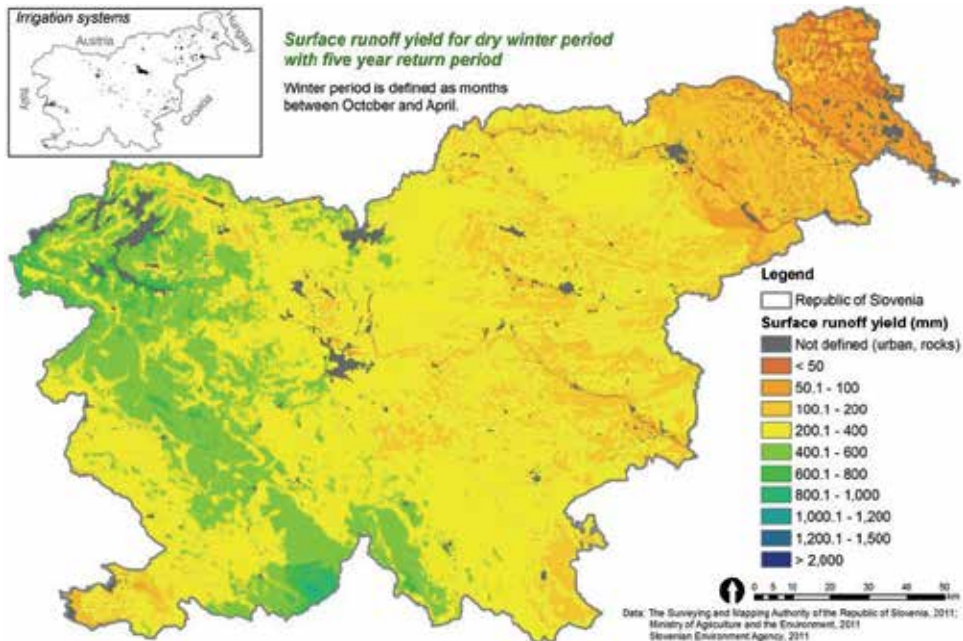 Irrigation systems
Austria
Hungary
Italy
Croatia
Surface runoff yield for dry winter period
with five year return period
Winter period is defined as months
between October and April.
Legend
Republic of Slovenia
Surface runoff yield (mm)
Not defined (urban, rocks)
< 50
50.1 - 100
100.1 - 200
200.1 - 400
400.1 - 600
600.1 - 800
800.1 - 1,000
1,000.1 - 1,200
1,200.1 - 1,500
> 2,000
0 5 10 20 30 40 50
km
Data: The Surveying and Mapping Authority of the Republic of Slovenia, 2011;
Ministry of Agriculture and the Environment, 2011
Slovenian Environment Agency, 2011